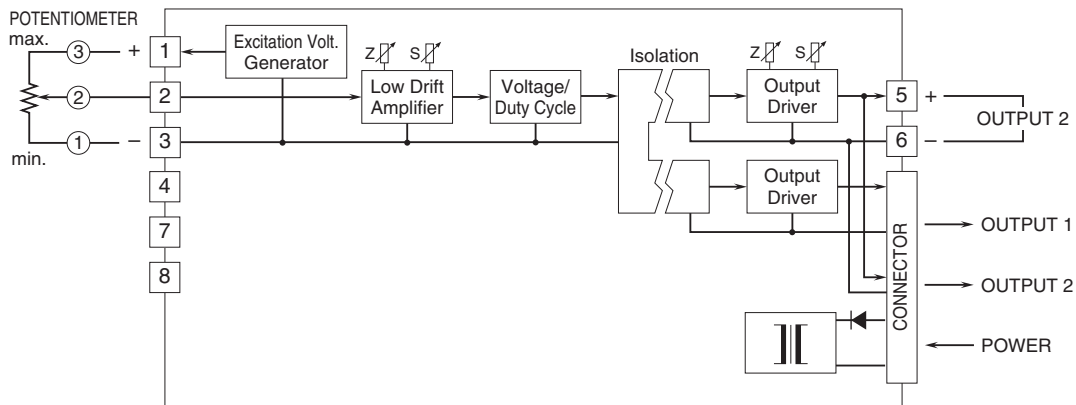 POTENTIOMETER
max.
3
+
1
Excitation Volt.
Generator
2
2
1
−
3
min.
4
7
8
Z
S
Low Drift
Amplifier
Voltage/
Duty Cycle
Isolation
Z
S
Output
Driver
Output
Driver
5
+
6
−
OUTPUT 2
CONNECTOR
OUTPUT 1
OUTPUT 2
POWER